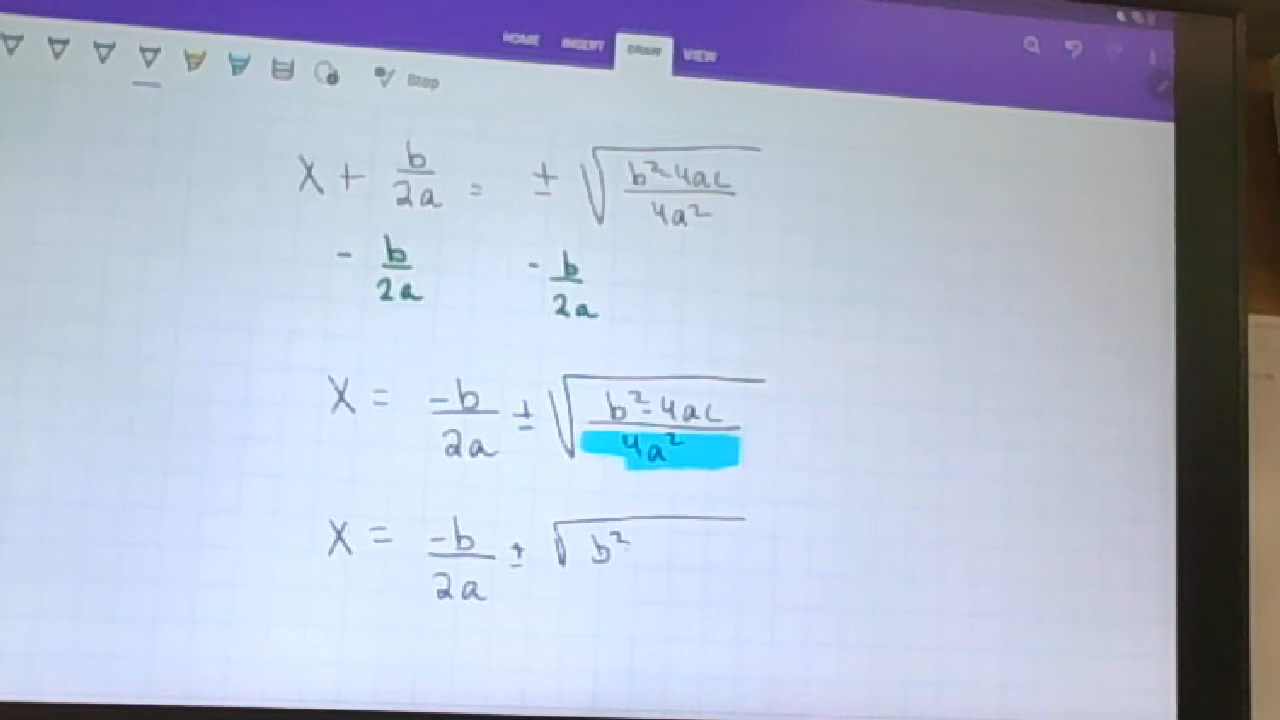 HOME INSERT DRAW VIEW
Stop
x + b/2a = ± √(b² - 4ac / 4a²)
- b/2a - b/2a
x = -b/2a ± √(b² - 4ac / 4a²)
x = -b/2a ± √b²